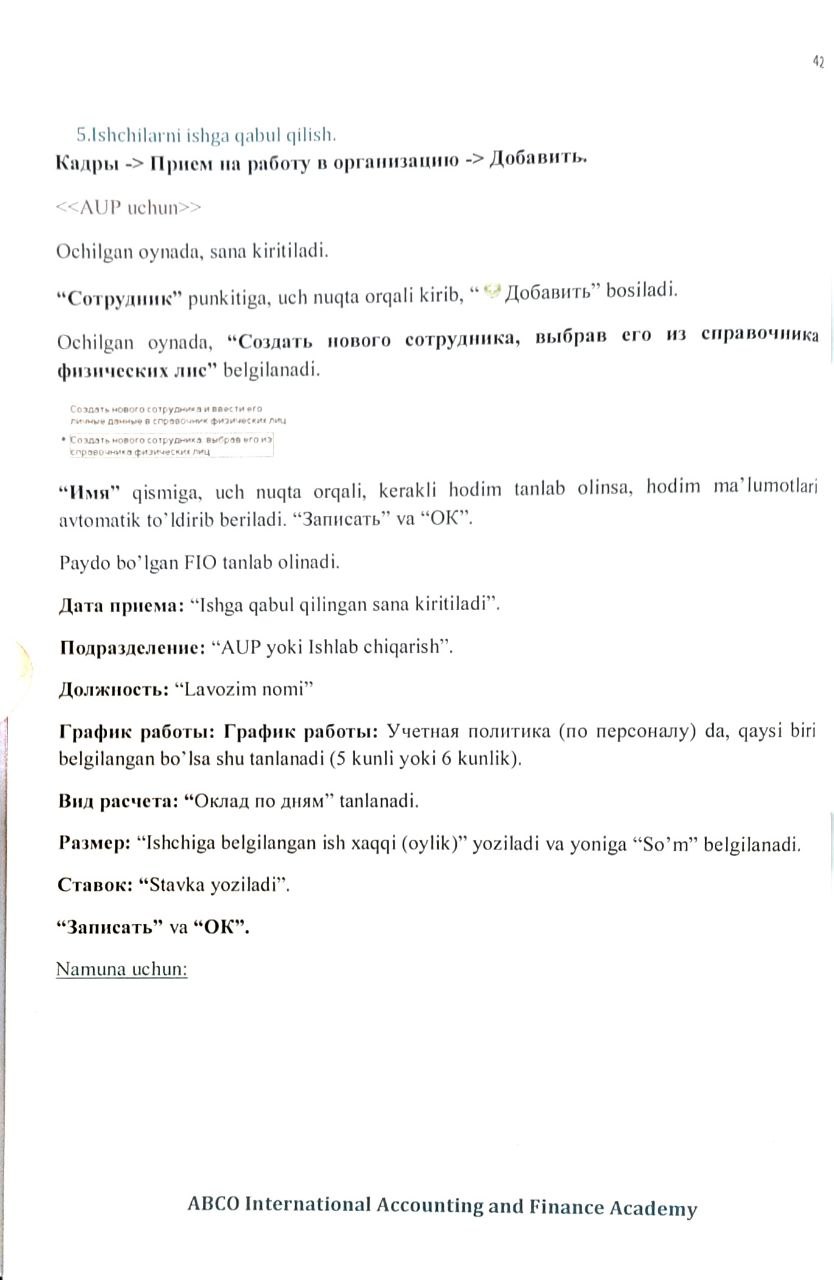 42
5.Ishchilarni ishga qabul qilish.
Кадры -> Прием на работу в организацию -> Добавить.
<<AUP uchun>>
Ochilgan oynada, sana kiritiladi.
“Сотрудник” punkitiga, uch nuqta orqali kirib, “ Добавить” bosiladi.
Ochilgan oynada, “Создать нового сотрудника, выбрав его из справочника
физических лис” belgilanadi.
Создать нового сотрудника и ввести его
личные данные в справочник физических лиц
Создать нового сотрудника выбрав его из
справочника физических лиц
“Имя” qismiga, uch nuqta orqali, kerakli hodim tanlab olinsa, hodim ma’lumotlari
avtomatik to’ldirib beriladi. “Записать” va “OK”.
Paydo bo’lgan FIO tanlab olinadi.
Дата приема: “Ishga qabul qilingan sana kiritiladi”.
Подразделение: “AUP yoki Ishlab chiqarish”.
Должность: “Lavozim nomi”
График работы: График работы: Учетная политика (по персоналу) da, qaysi biri
belgilangan bo’lsa shu tanlanadi (5 kunli yoki 6 kunlik).
Вид расчета: “Оклад по дням” tanlanadi.
Размер: “Ishchiga belgilangan ish xaqqi (oylik)” yoziladi va yoniga “So’m” belgilanadi.
Ставок: “Stavka yoziladi”.
“Записать” va “ОК”.
Namuna uchun:
ABCO International Accounting and Finance Academy